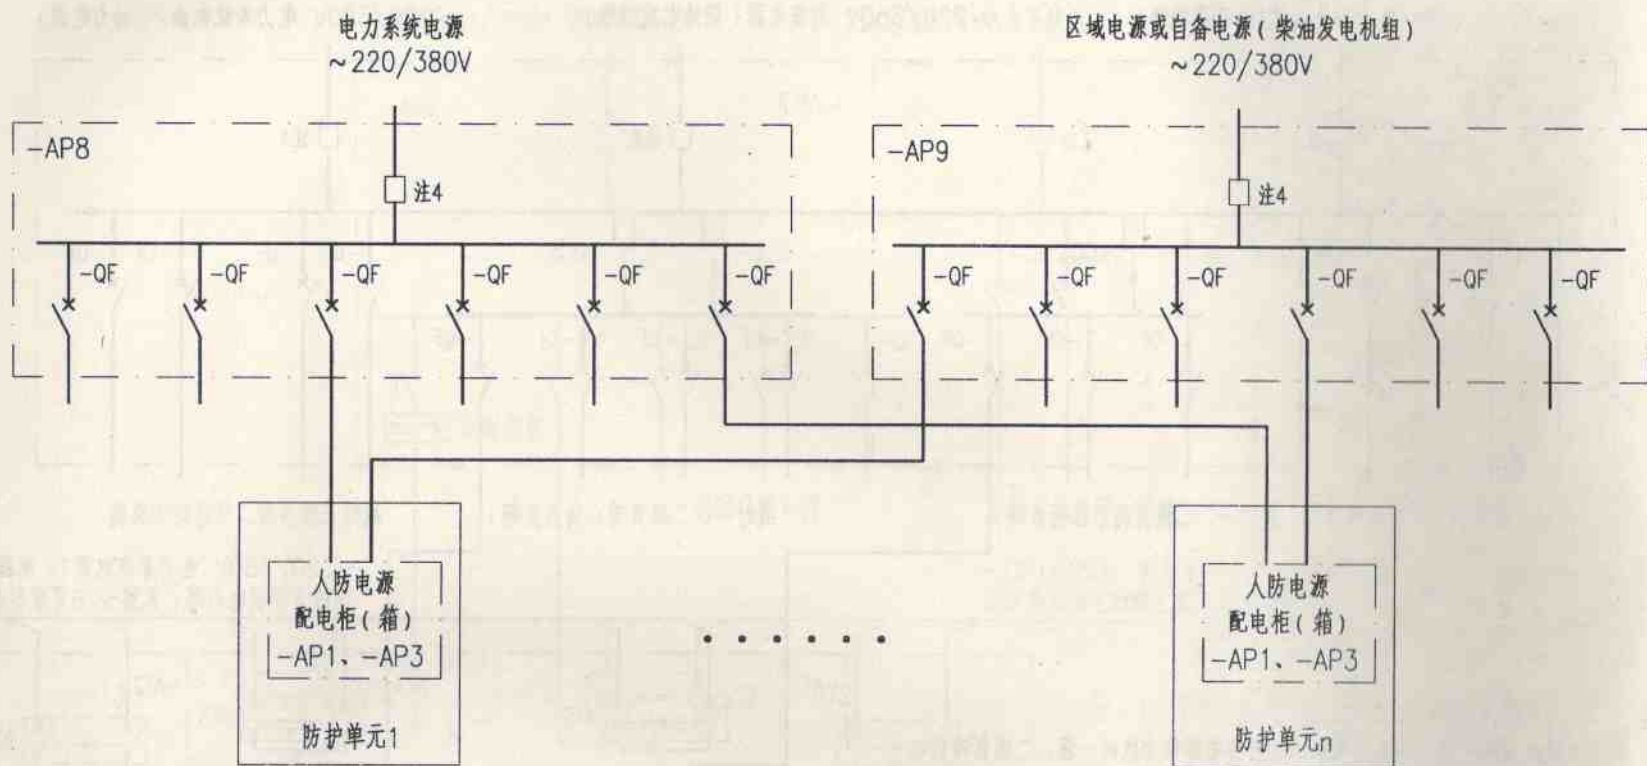 电力系统电源
~220/380V
区域电源或自备电源(柴油发电机组)
~220/380V
-AP8
注4
-QF
-QF
-QF
-QF
-QF
-QF
-AP9
注4
-QF
-QF
-QF
-QF
-QF
-QF
人防电源
配电柜(箱)
-AP1、-AP3
防护单元1
人防电源
配电柜(箱)
-AP1、-AP3
防护单元n